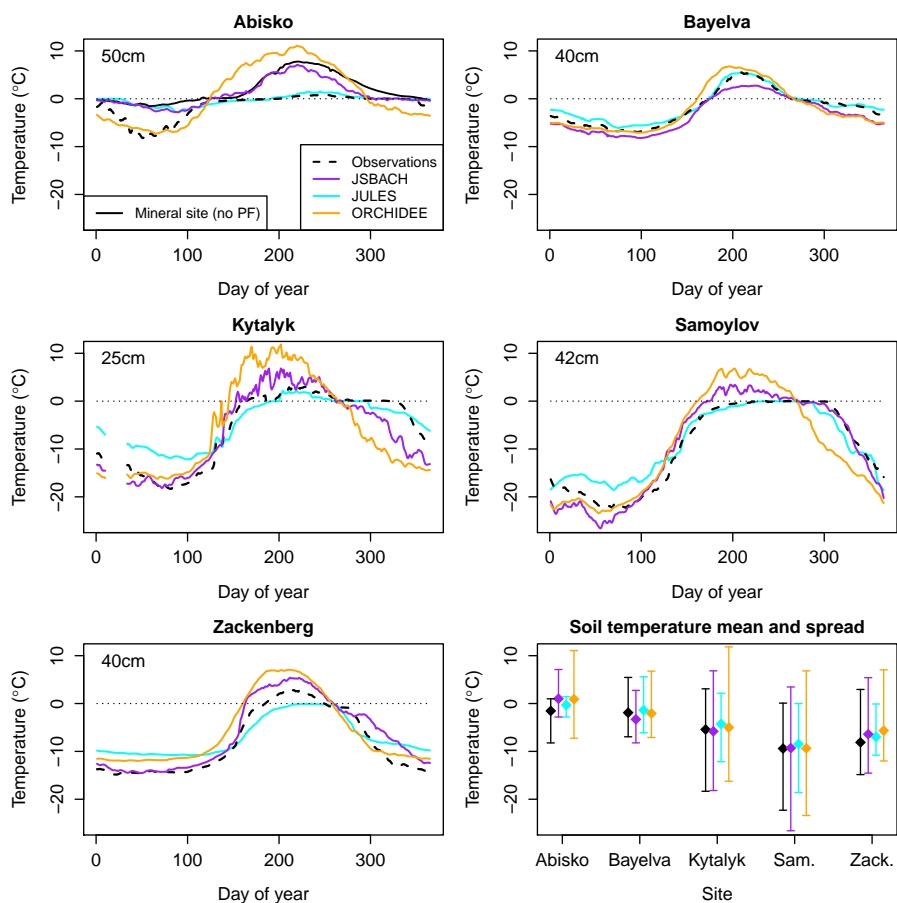 Abisko
50cm
Temperature (°C)
10
0
−10
−20
Observations
JSBACH
JULES
ORCHIDEE
Mineral site (no PF)
0 100 200 300
Day of year
Bayelva
40cm
Temperature (°C)
10
0
−10
−20
0 100 200 300
Day of year
Kytalyk
25cm
Temperature (°C)
10
0
−10
−20
0 100 200 300
Day of year
Samoylov
42cm
Temperature (°C)
10
0
−10
−20
0 100 200 300
Day of year
Zackenberg
40cm
Temperature (°C)
10
0
−10
−20
0 100 200 300
Day of year
Soil temperature mean and spread
Temperature (°C)
10
0
−10
−20
Abisko Bayelva Kytalyk Sam. Zack.
Site